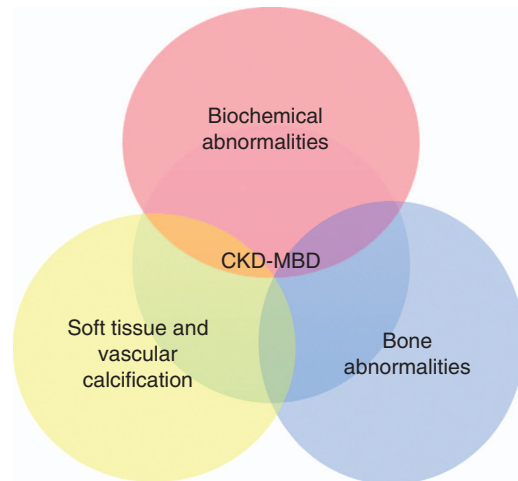 Biochemical
abnormalities
CKD-MBD
Soft tissue and
vascular
calcification
Bone
abnormalities